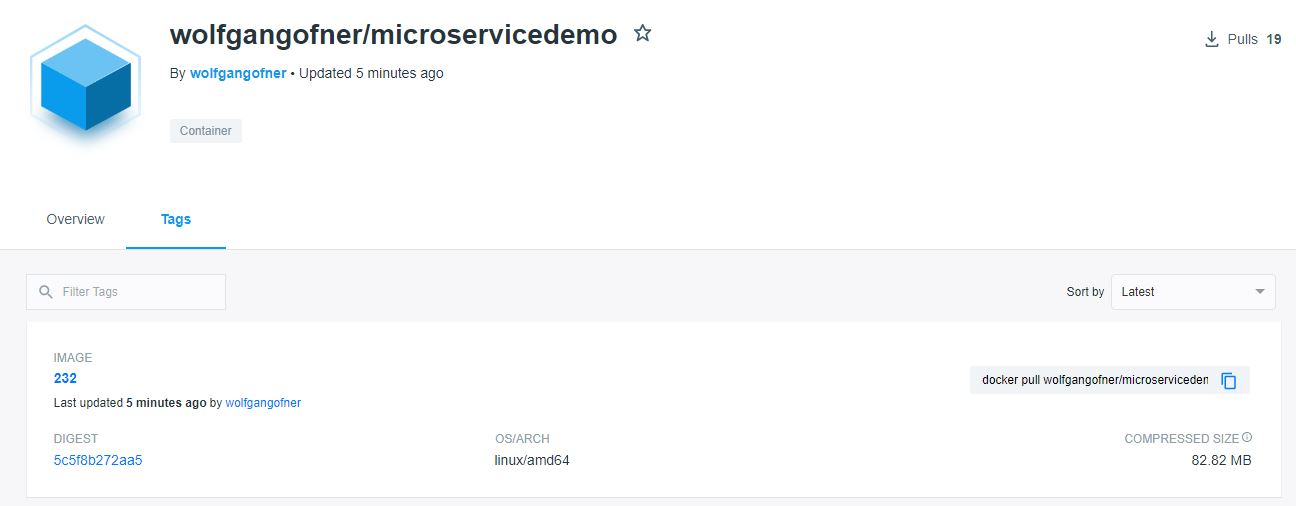 wolfgangofner/microservicedemo
Pulls 19
By wolfgangofner • Updated 5 minutes ago
Container
Overview
Tags
Filter Tags
Sort by
Latest
IMAGE
232
docker pull wolfgangofner/microserviceden
Last updated 5 minutes ago by wolfgangofner
DIGEST
OS/ARCH
COMPRESSED SIZE
5c5f8b272aa5
linux/amd64
82.82 MB